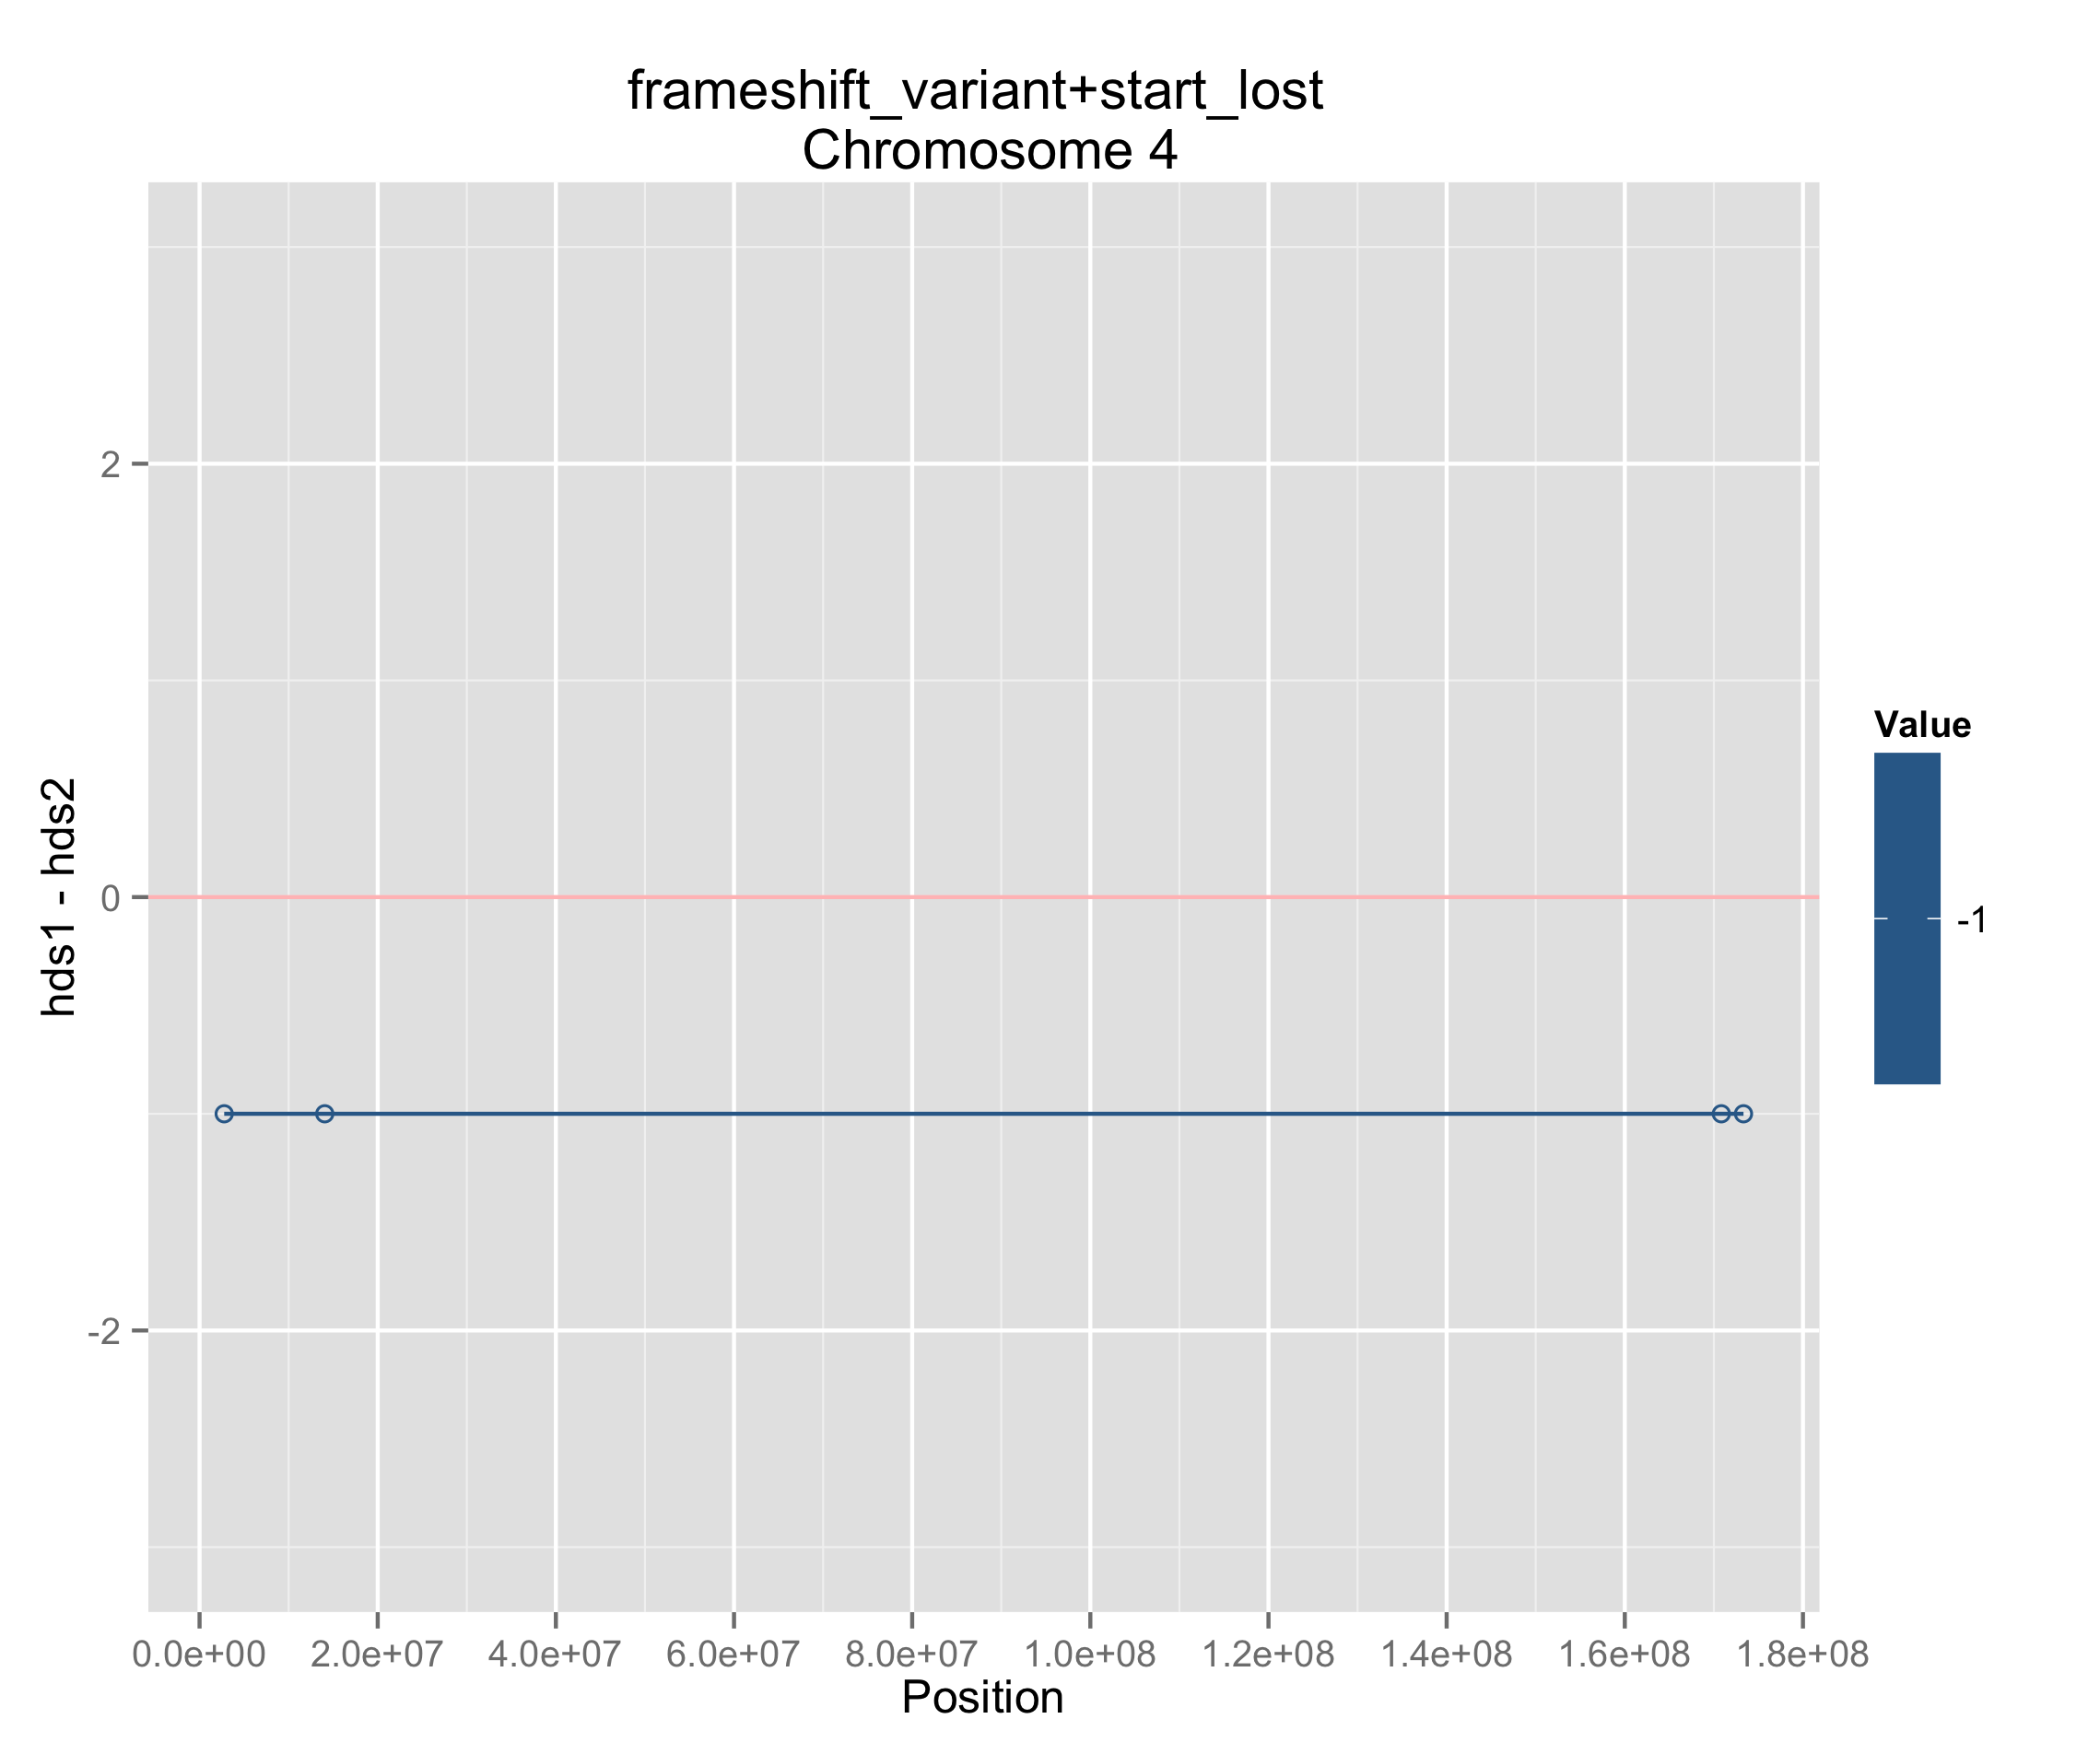 frameshift_variant+start_lost
Chromosome 4
hds1 - hds2
2
0
-2
0.0e+00 2.0e+07 4.0e+07 6.0e+07 8.0e+07 1.0e+08 1.2e+08 1.4e+08 1.6e+08 1.8e+08
Position
Value
-1